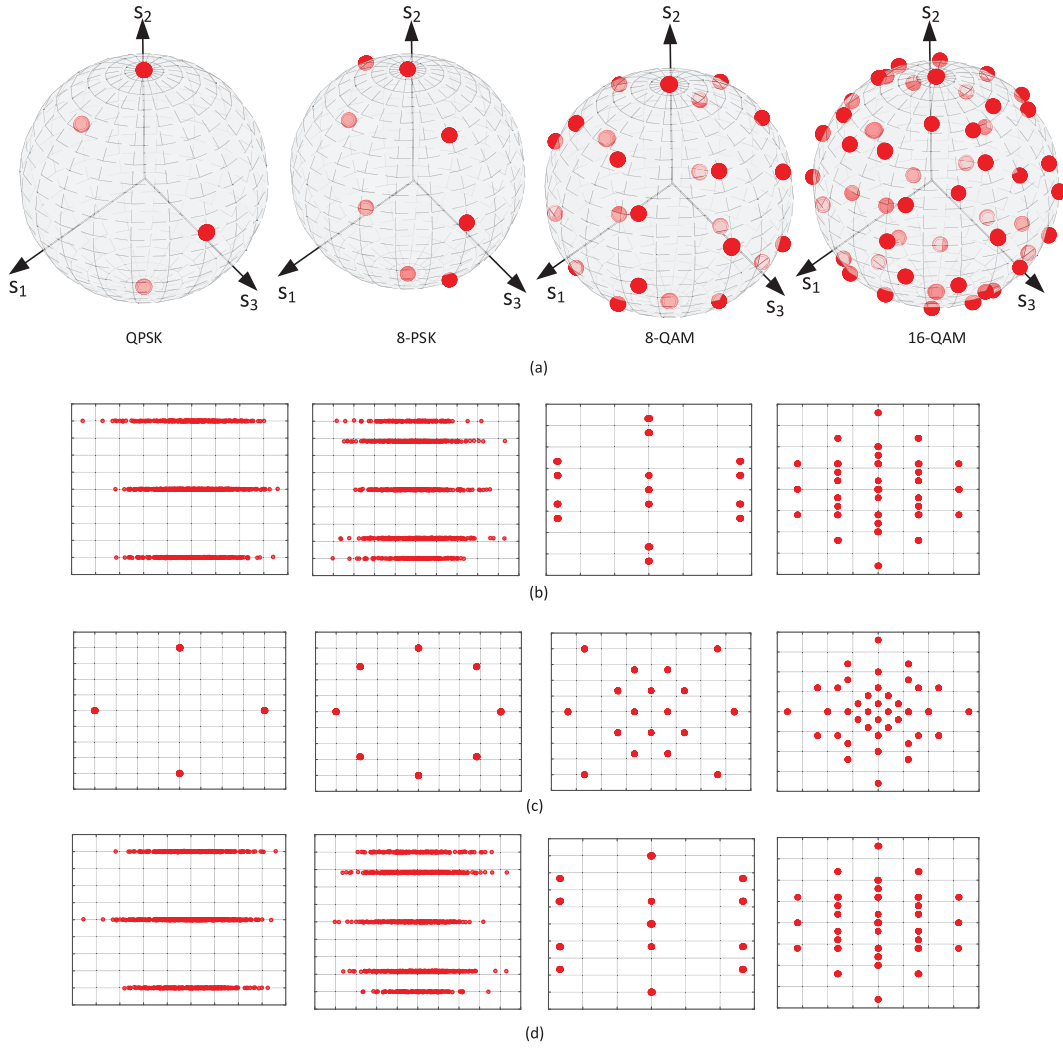 s2 s2 s2 s2
s1 s3 s1 s3 s1 s3 s1 s3
QPSK 8-PSK 8-QAM 16-QAM
(a)
(b)
(c)
(d)